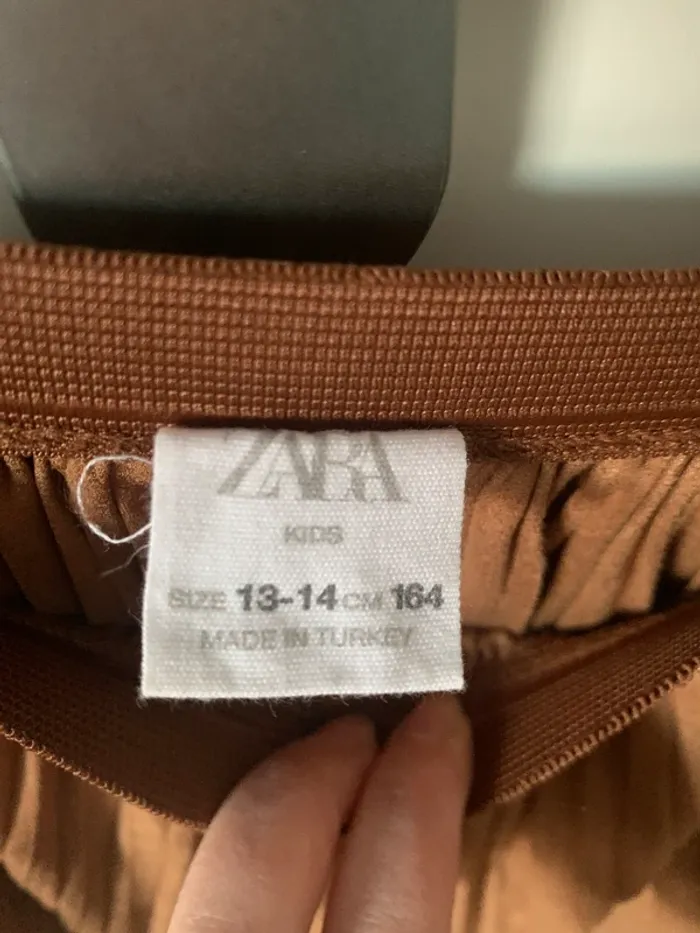 ZARA
KIDS
SIZE 13-14 CM 164
MADE IN TURKEY